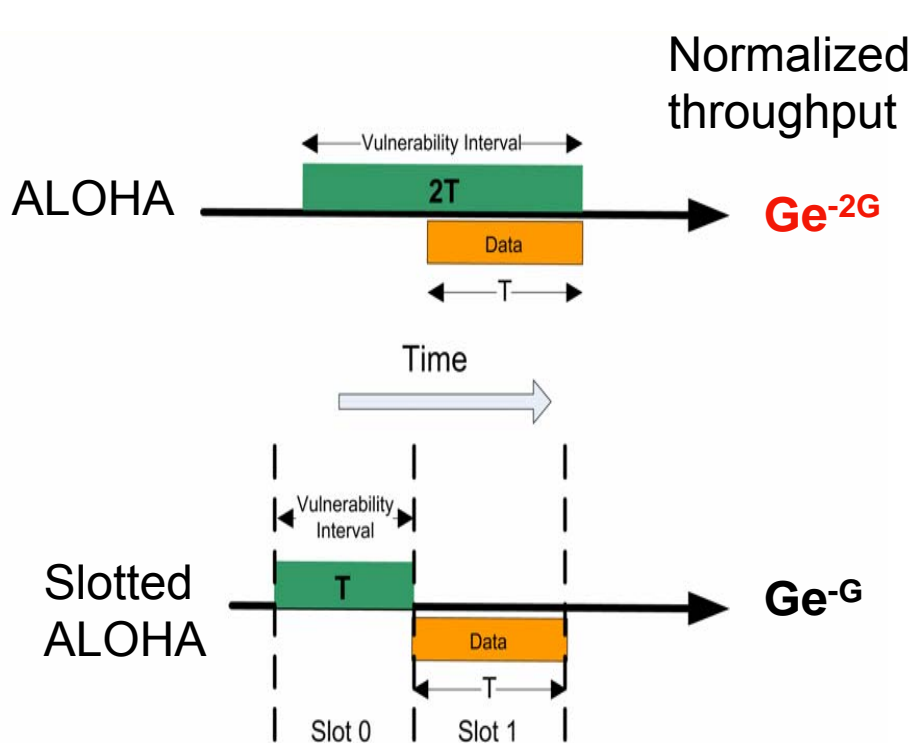 Normalized
throughput
Vulnerability Interval
ALOHA
2T
Ge-2G
Data
T
Time
Vulnerability
Interval
Slotted
ALOHA
T
Ge-G
Data
T
Slot 0
Slot 1